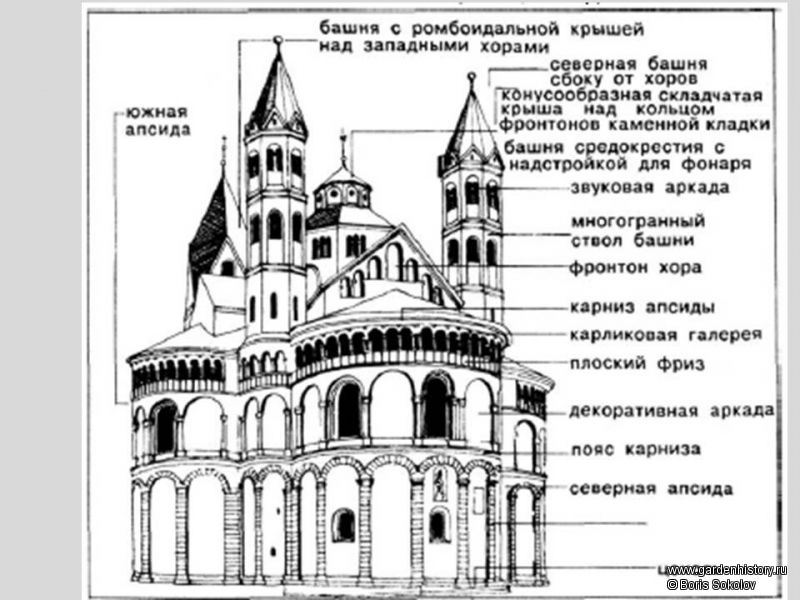 башня с ромбоидальной крышей
над западными хорами
северная башня
сбоку от хоров
конусообразная складчатая
крыша над кольцом
фронтонов каменной кладки
южная
апсида
башня средокрестия с
надстройкой для фонаря
звуковая аркада
многогранный
ствол башни
фронтон хора
карниз апсиды
карликовая галерея
плоский фриз
декоративная аркада
пояс карниза
северная апсида
www.gardenhistory.ru
© Boris Sokolov